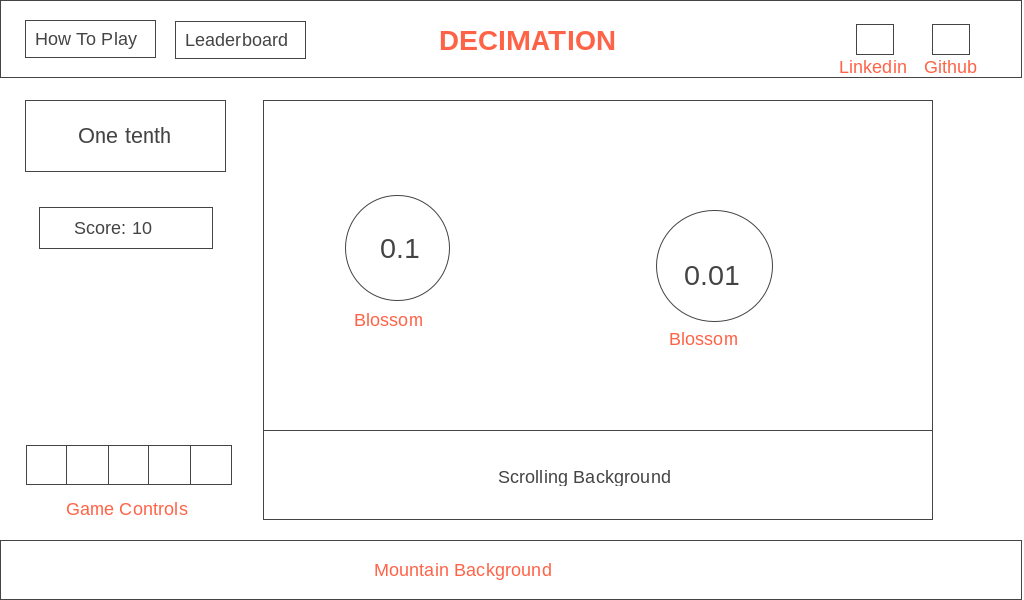 How To Play
Leaderboard
DECIMATION
Linkedin
Github
One tenth
Score: 10
0.1
Blossom
0.01
Blossom
Scrolling Background
Game Controls
Mountain Background